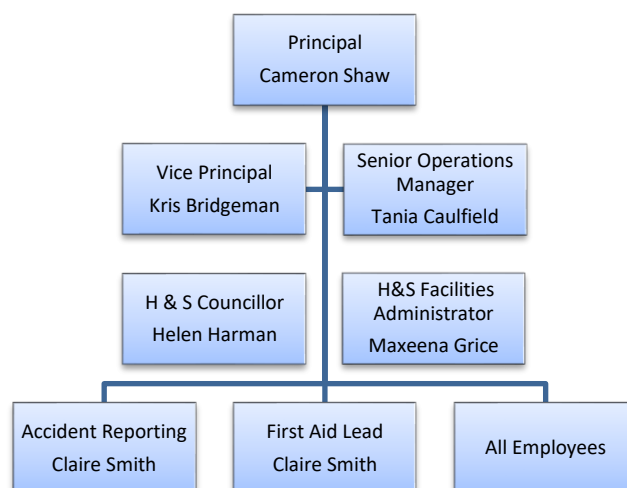 Principal
Cameron Shaw
Vice Principal
Kris Bridgeman
Senior Operations
Manager
Tania Caulfield
H & S Councillor
Helen Harman
H&S Facilities
Administrator
Maxeena Grice
Accident Reporting
Claire Smith
First Aid Lead
Claire Smith
All Employees